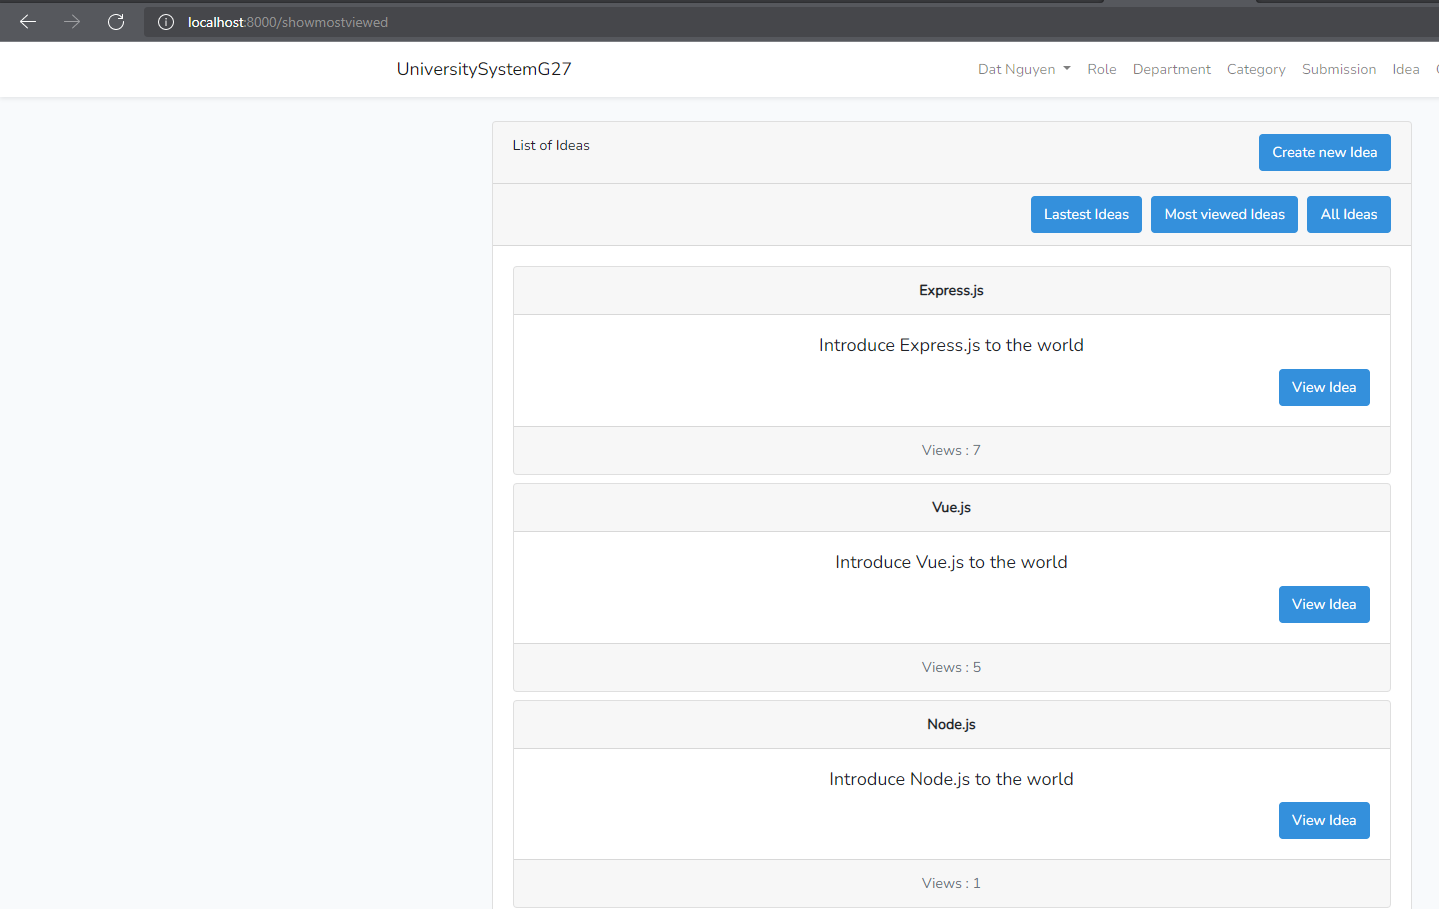 localhost:8000/showmostviewed
UniversitySystemG27
Dat Nguyen Role Department Category Submission Idea
List of Ideas
Create new Idea
Lastest Ideas Most viewed Ideas All Ideas
Express.js
Introduce Express.js to the world
View Idea
Views : 7
Vue.js
Introduce Vue.js to the world
View Idea
Views : 5
Node.js
Introduce Node.js to the world
View Idea
Views : 1